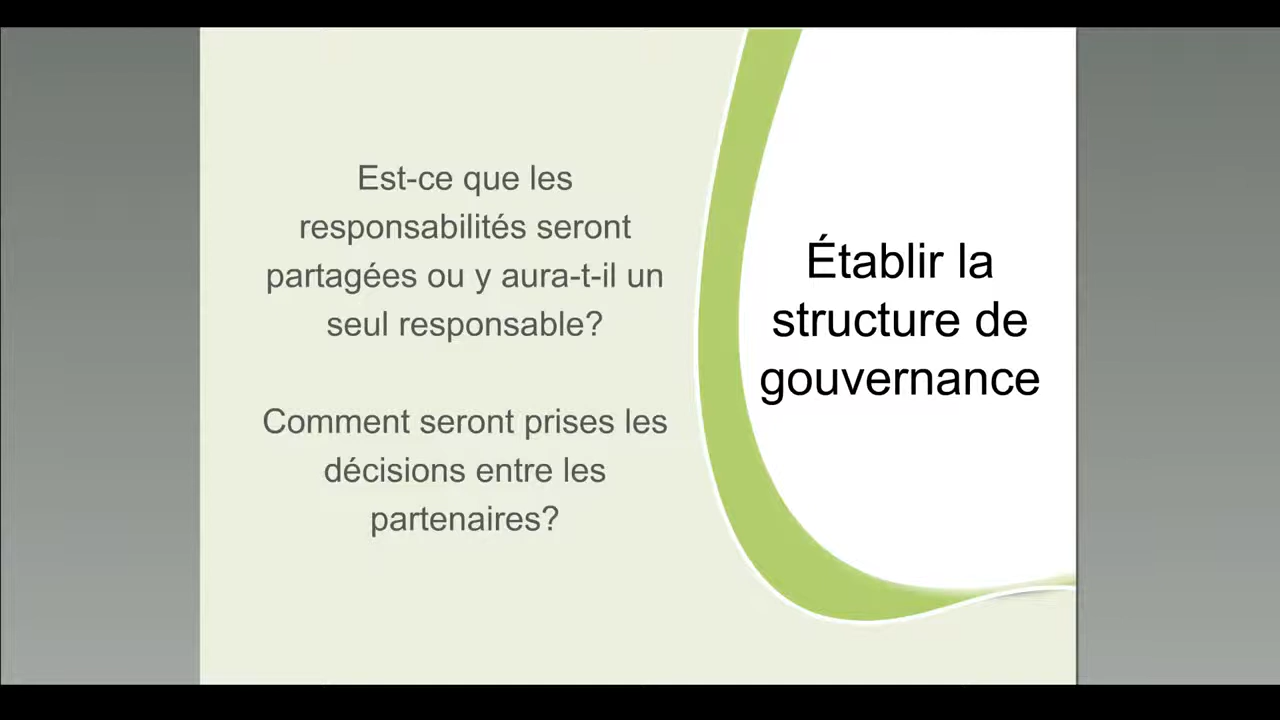 Est-ce que les
responsabilités seront
partagées ou y aura-t-il un
seul responsable?
Comment seront prises les
décisions entre les
partenaires?
Établir la
structure de
gouvernance